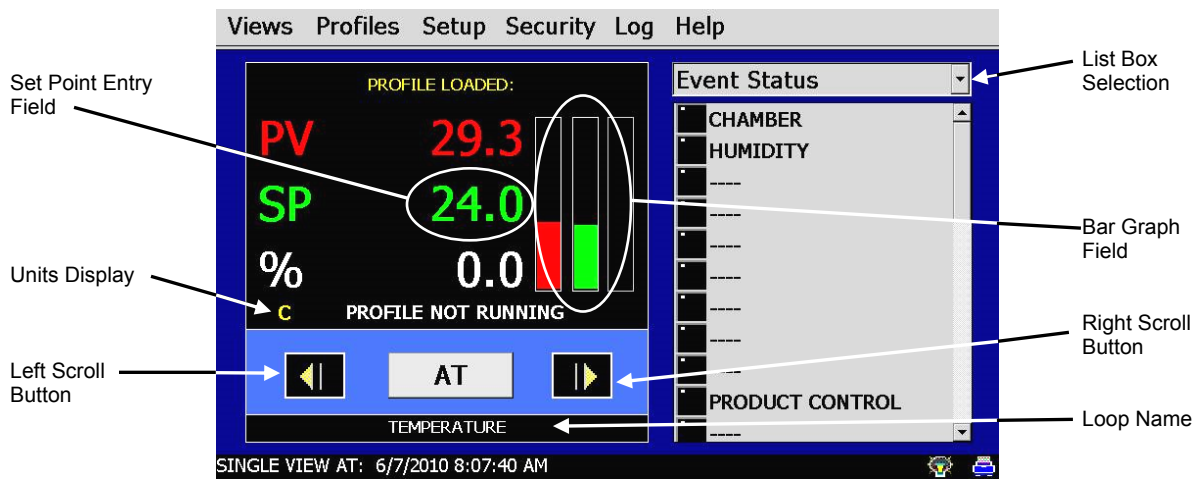 Views Profiles Setup Security Log Help
Set Point Entry
Field
PROFILE LOADED:
PV 29.3
SP 24.0
% 0.0
Units Display
C PROFILE NOT RUNNING
Left Scroll
Button
AT
TEMPERATURE
Event Status
CHAMBER
HUMIDITY
----
----
----
----
----
----
----
PRODUCT CONTROL
----
List Box
Selection
Bar Graph
Field
Right Scroll
Button
Loop Name
SINGLE VIEW AT: 6/7/2010 8:07:40 AM